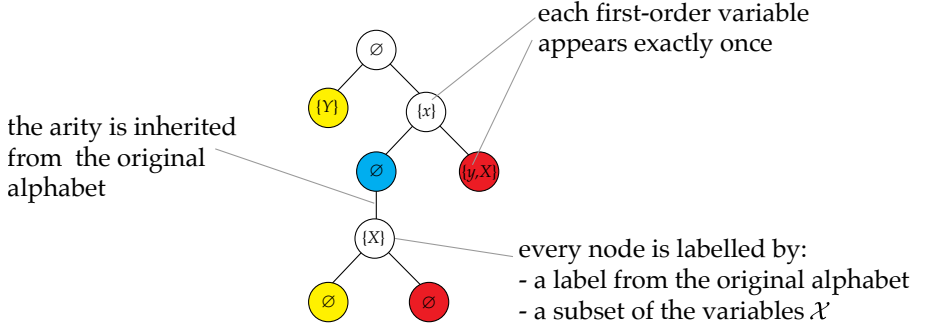 each first-order variable
appears exactly once
∅
{Y}
{x}
the arity is inherited
from the original
alphabet
∅
{y,X}
{X}
every node is labelled by:
- a label from the original alphabet
- a subset of the variables 𝒳
∅
∅